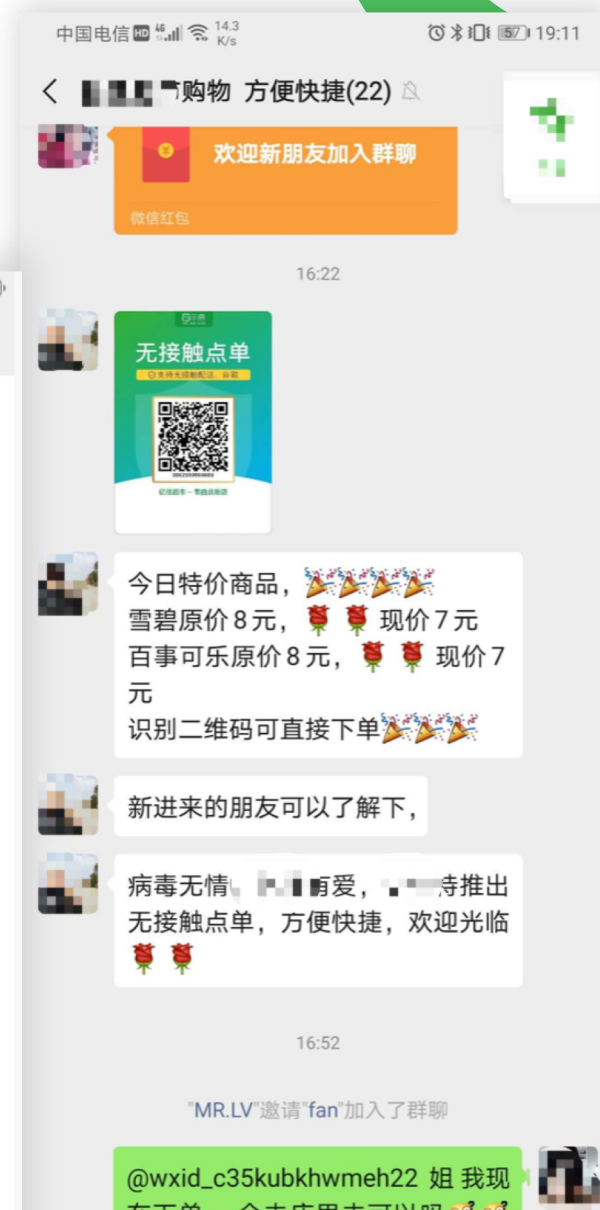 中国电信 HD 46 14.3 K/s 57 19:11
购物 方便快捷(22)
欢迎新朋友加入群聊
微信红包
16:22
无接触点单
今日特价商品，
雪碧原价8元， 现价7元
百事可乐原价8元， 现价7
元
识别二维码可直接下单
新进来的朋友可以了解下，
病毒无情 有爱， 特推出
无接触点单，方便快捷，欢迎光临
16:52
"MR.LV"邀请"fan"加入了群聊
@wxid_c35kubkhwmeh22 姐 我现